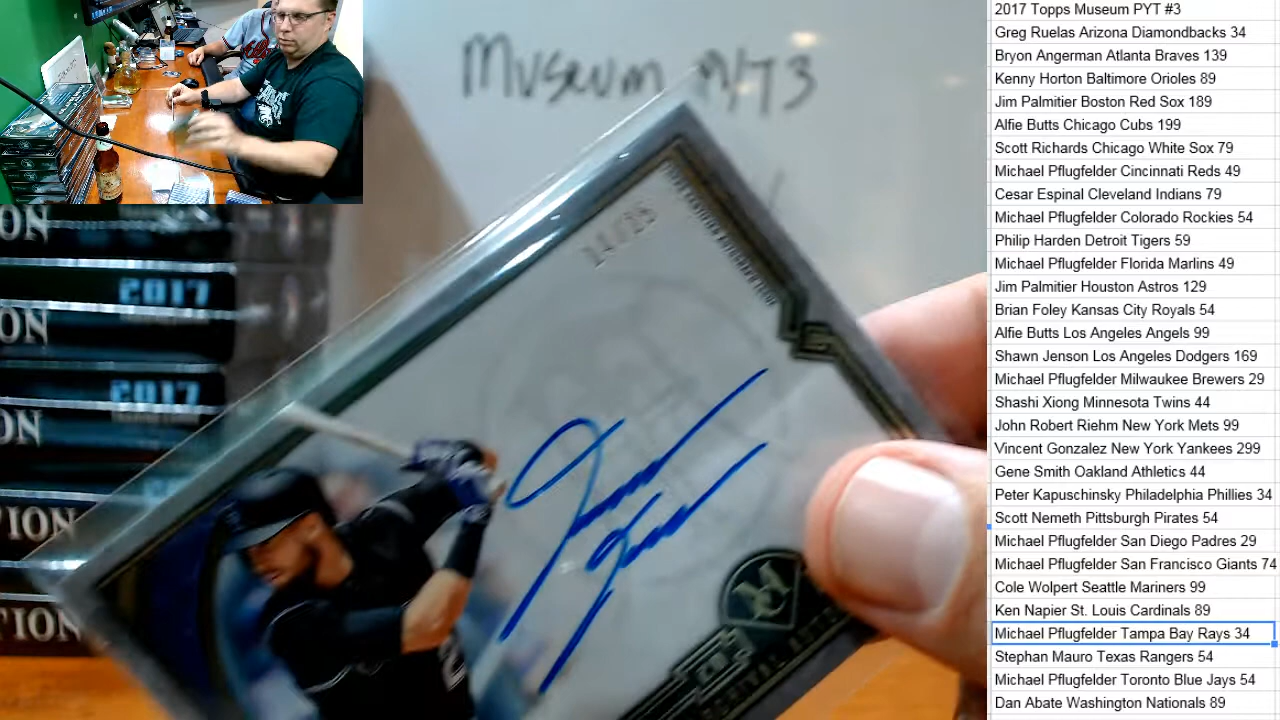 Museum PYT3
14/25
MC
ON
2017
ON
2017
ON
TION
TION
2017 Topps Museum PYT #3
Greg Ruelas Arizona Diamondbacks 34
Bryon Angerman Atlanta Braves 139
Kenny Horton Baltimore Orioles 89
Jim Palmitier Boston Red Sox 189
Alfie Butts Chicago Cubs 199
Scott Richards Chicago White Sox 79
Michael Pflugfelder Cincinnati Reds 49
Cesar Espinal Cleveland Indians 79
Michael Pflugfelder Colorado Rockies 54
Philip Harden Detroit Tigers 59
Michael Pflugfelder Florida Marlins 49
Jim Palmitier Houston Astros 129
Brian Foley Kansas City Royals 54
Alfie Butts Los Angeles Angels 99
Shawn Jenson Los Angeles Dodgers 169
Michael Pflugfelder Milwaukee Brewers 29
Shashi Xiong Minnesota Twins 44
John Robert Riehm New York Mets 99
Vincent Gonzalez New York Yankees 299
Gene Smith Oakland Athletics 44
Peter Kapuschinsky Philadelphia Phillies 34
Scott Nemeth Pittsburgh Pirates 54
Michael Pflugfelder San Diego Padres 29
Michael Pflugfelder San Francisco Giants 74
Cole Wolpert Seattle Mariners 99
Ken Napier St. Louis Cardinals 89
Michael Pflugfelder Tampa Bay Rays 34
Stephan Mauro Texas Rangers 54
Michael Pflugfelder Toronto Blue Jays 54
Dan Abate Washington Nationals 89